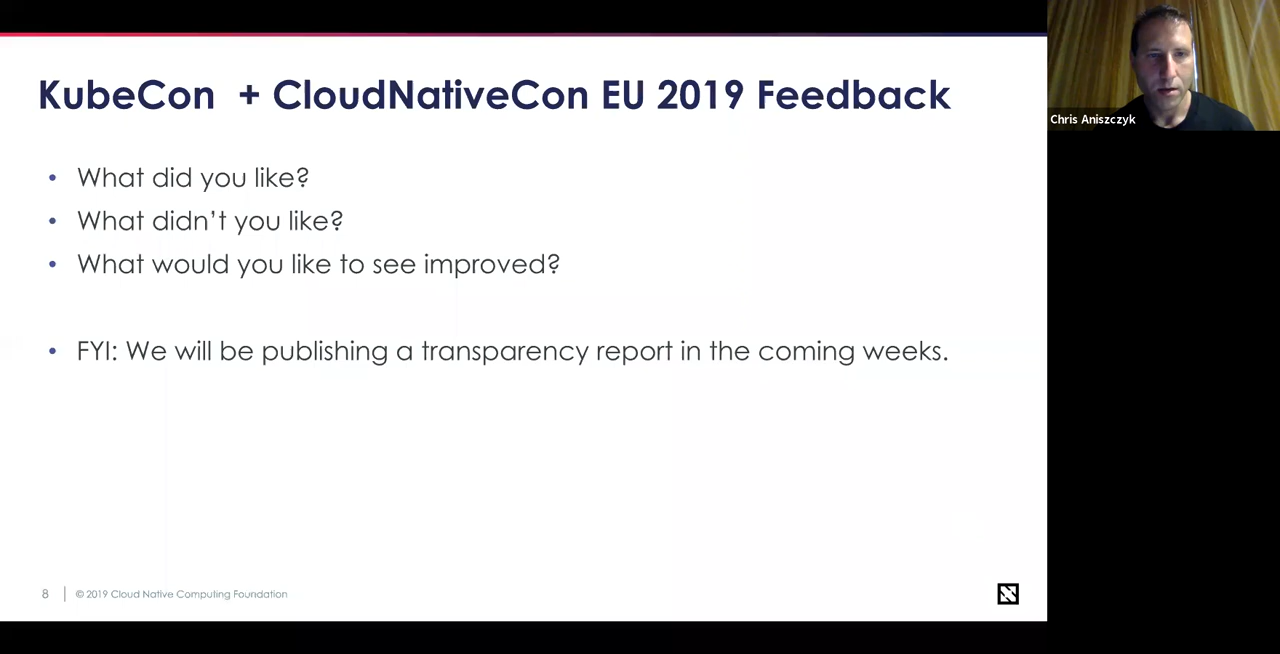 KubeCon + CloudNativeCon EU 2019 Feedback
• What did you like?
• What didn’t you like?
• What would you like to see improved?
• FYI: We will be publishing a transparency report in the coming weeks.
8 | © 2019 Cloud Native Computing Foundation
Chris Aniszczyk